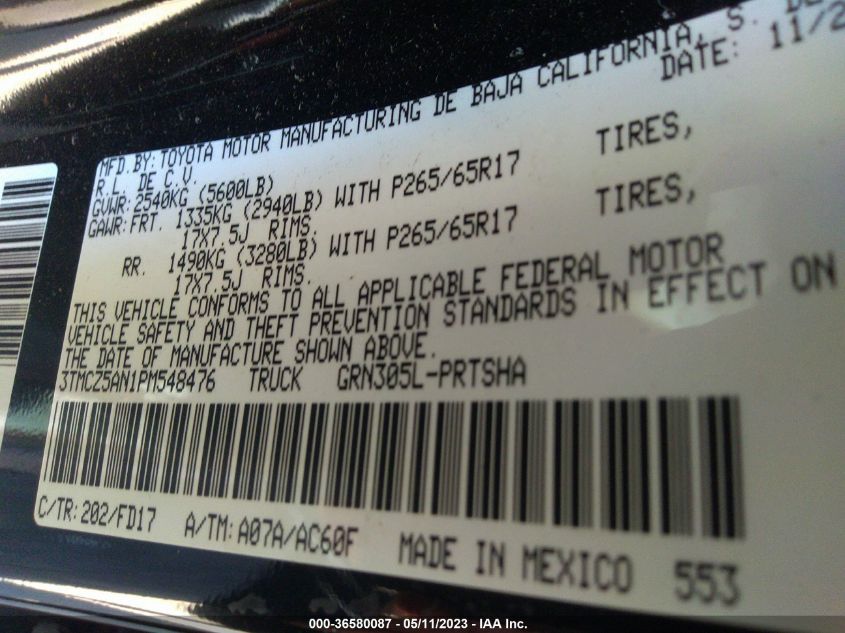 MFD.BY: TOYOTA MOTOR MANUFACTURING DE BAJA CALIFORNIA, S. DE
R.L. DE C.V. DATE: 11/2
GVWR: 2540KG (5600LB)
GAWR: FRT. 1335KG (2940LB) WITH P265/65R17 TIRES,
17X7.5J RIMS.
RR. 1490KG (3280LB) WITH P265/65R17 TIRES,
17X7.5J RIMS.
THIS VEHICLE CONFORMS TO ALL APPLICABLE FEDERAL MOTOR
VEHICLE SAFETY AND THEFT PREVENTION STANDARDS IN EFFECT ON
THE DATE OF MANUFACTURE SHOWN ABOVE.
3TMCZ5AN1PM548476 TRUCK GRN305L-PRTSHA
C/TR: 202/FD17 A/TM: A07A/AC60F MADE IN MEXICO 553
000-36580087 - 05/11/2023 - IAA Inc.